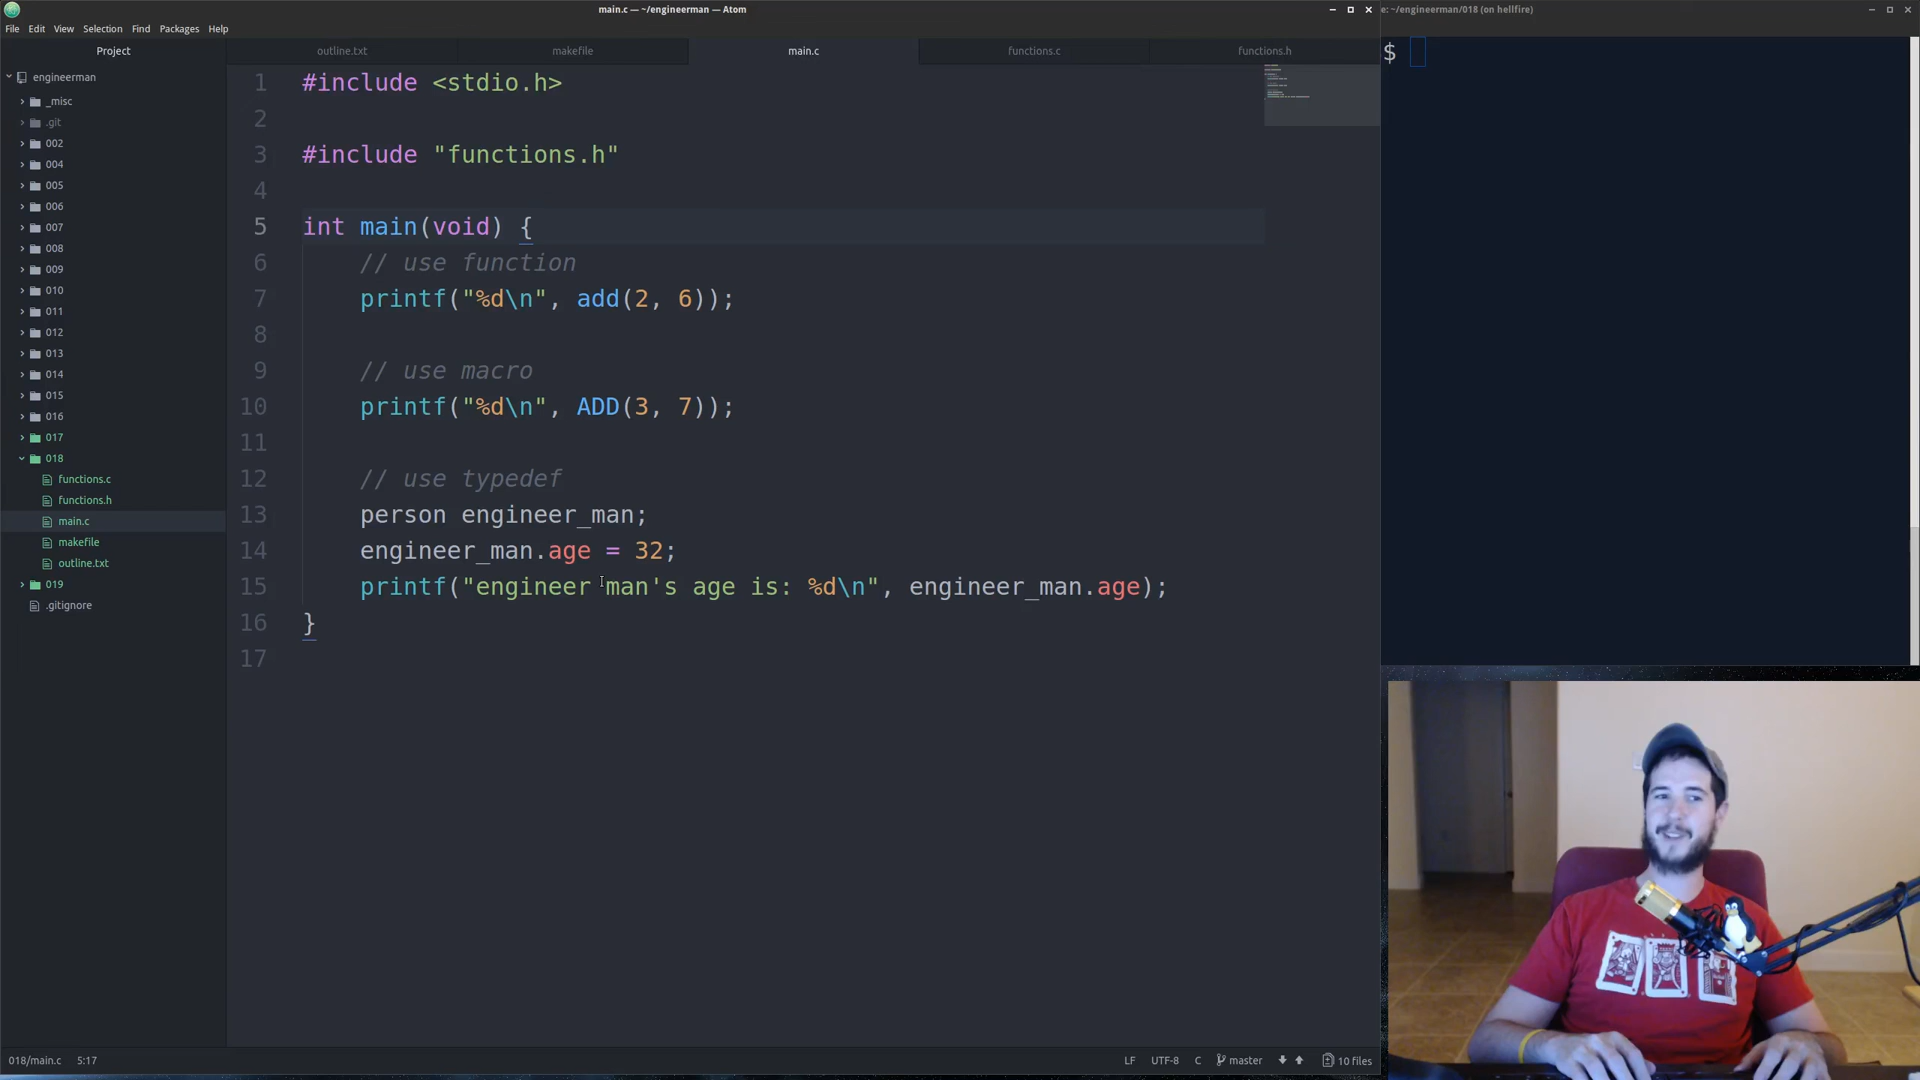 main.c — ~/engineerman — Atom
e: ~/engineerman/018 (on hellfire)
File Edit View Selection Find Packages Help
Project
outline.txt
makefile
main.c
functions.c
functions.h
engineerman
_misc
.git
002
004
005
006
007
008
009
010
011
012
013
014
015
016
017
018
functions.c
functions.h
main.c
makefile
outline.txt
019
.gitignore
1 #include <stdio.h>
2
3 #include "functions.h"
4
5 int main(void) {
6 // use function
7 printf("%d\n", add(2, 6));
8
9 // use macro
10 printf("%d\n", ADD(3, 7));
11
12 // use typedef
13 person engineer_man;
14 engineer_man.age = 32;
15 printf("engineer man's age is: %d\n", engineer_man.age);
16 }
17
$
018/main.c 5:17
LF UTF-8 C master 10 files